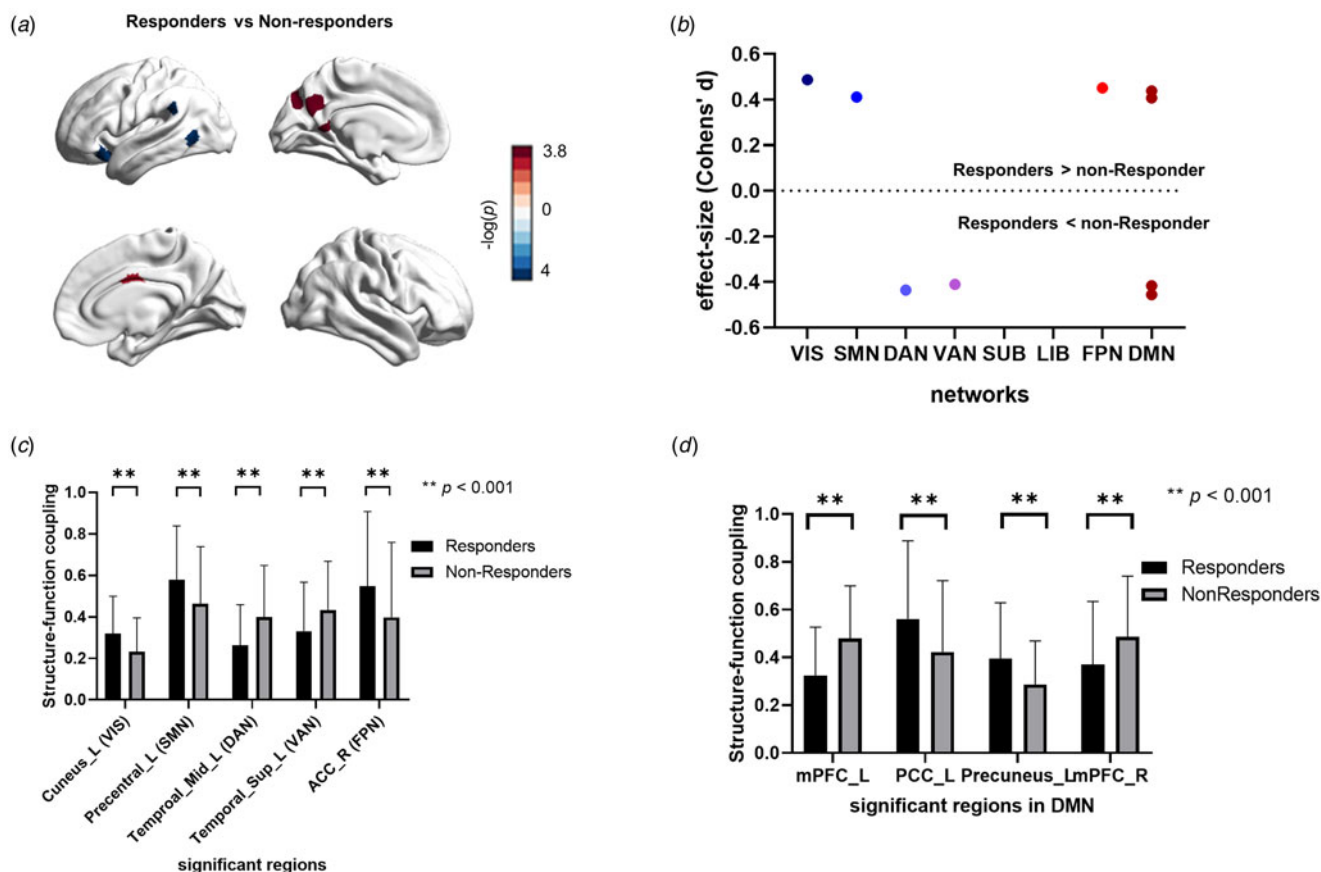 (a)
Responders vs Non-responders
3.8
0
4
-log(p)
(b)
0.6
0.4
0.2
0.0
-0.2
-0.4
-0.6
effect-size (Cohens' d)
Responders > non-Responder
Responders < non-Responder
VIS SMN DAN VAN SUB LIB FPN DMN
networks
(c)
** ** ** ** **
** p < 0.001
1.0
0.8
0.6
0.4
0.2
0.0
Structure-function coupling
Responders
Non-Responders
Cuneus_L (VIS)
Precentral_L (SMN)
Temproal_Mid_L (DAN)
Temporal_Sup_L (VAN)
ACC_R (FPN)
significant regions
(d)
** ** ** **
** p < 0.001
1.0
0.8
0.6
0.4
0.2
0.0
Structure-function coupling
Responders
NonResponders
mPFC_L PCC_L Precuneus_L mPFC_R
significant regions in DMN